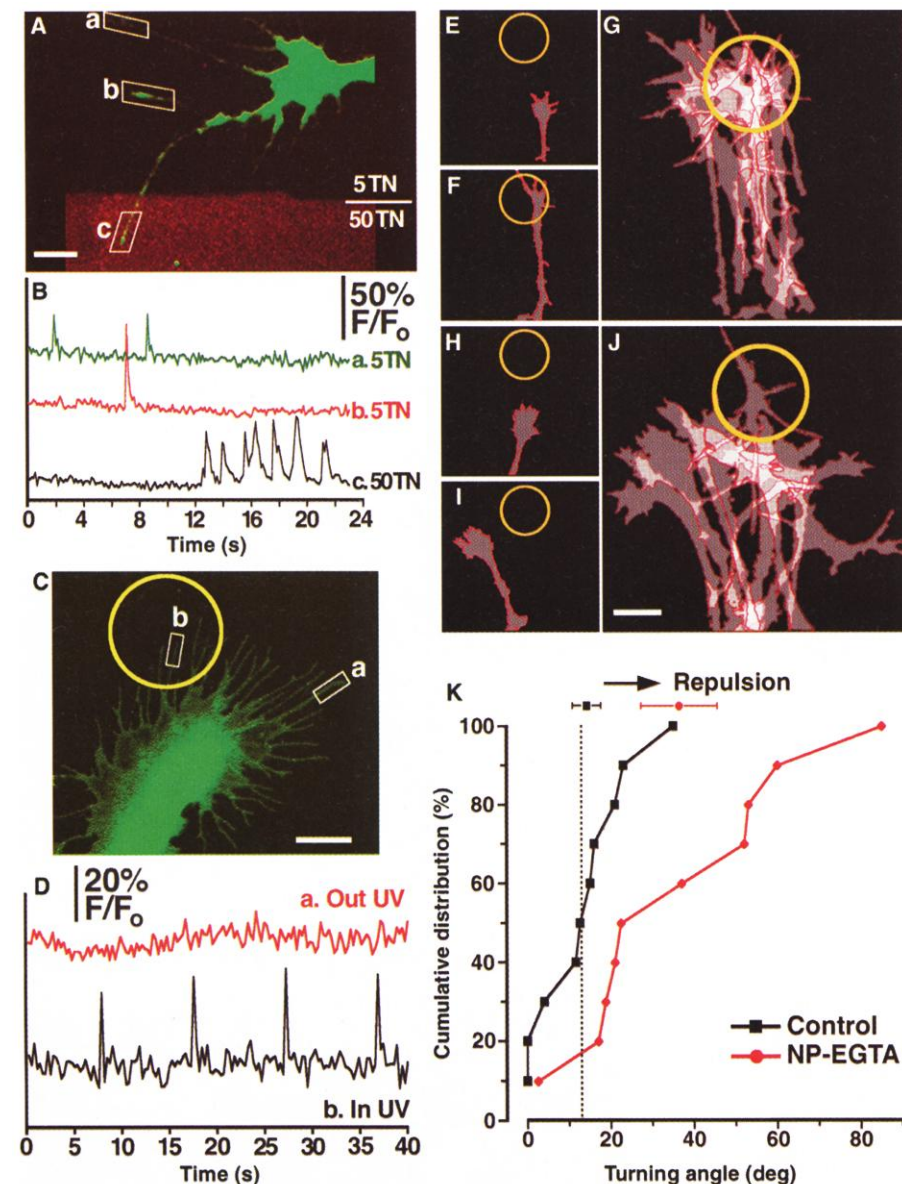 A
a
b
c
5TN
50TN
B
50%
F/Fo
a. 5TN
b. 5TN
c. 50TN
0 4 8 12 16 20 24
Time (s)
C
b
a
D
20%
F/Fo
a. Out UV
b. In UV
0 5 10 15 20 25 30 35 40
Time (s)
E
F
G
H
I
J
K
Repulsion
100
80
60
40
20
0
Cumulative distribution (%)
Control
NP-EGTA
0 20 40 60 80
Turning angle (deg)